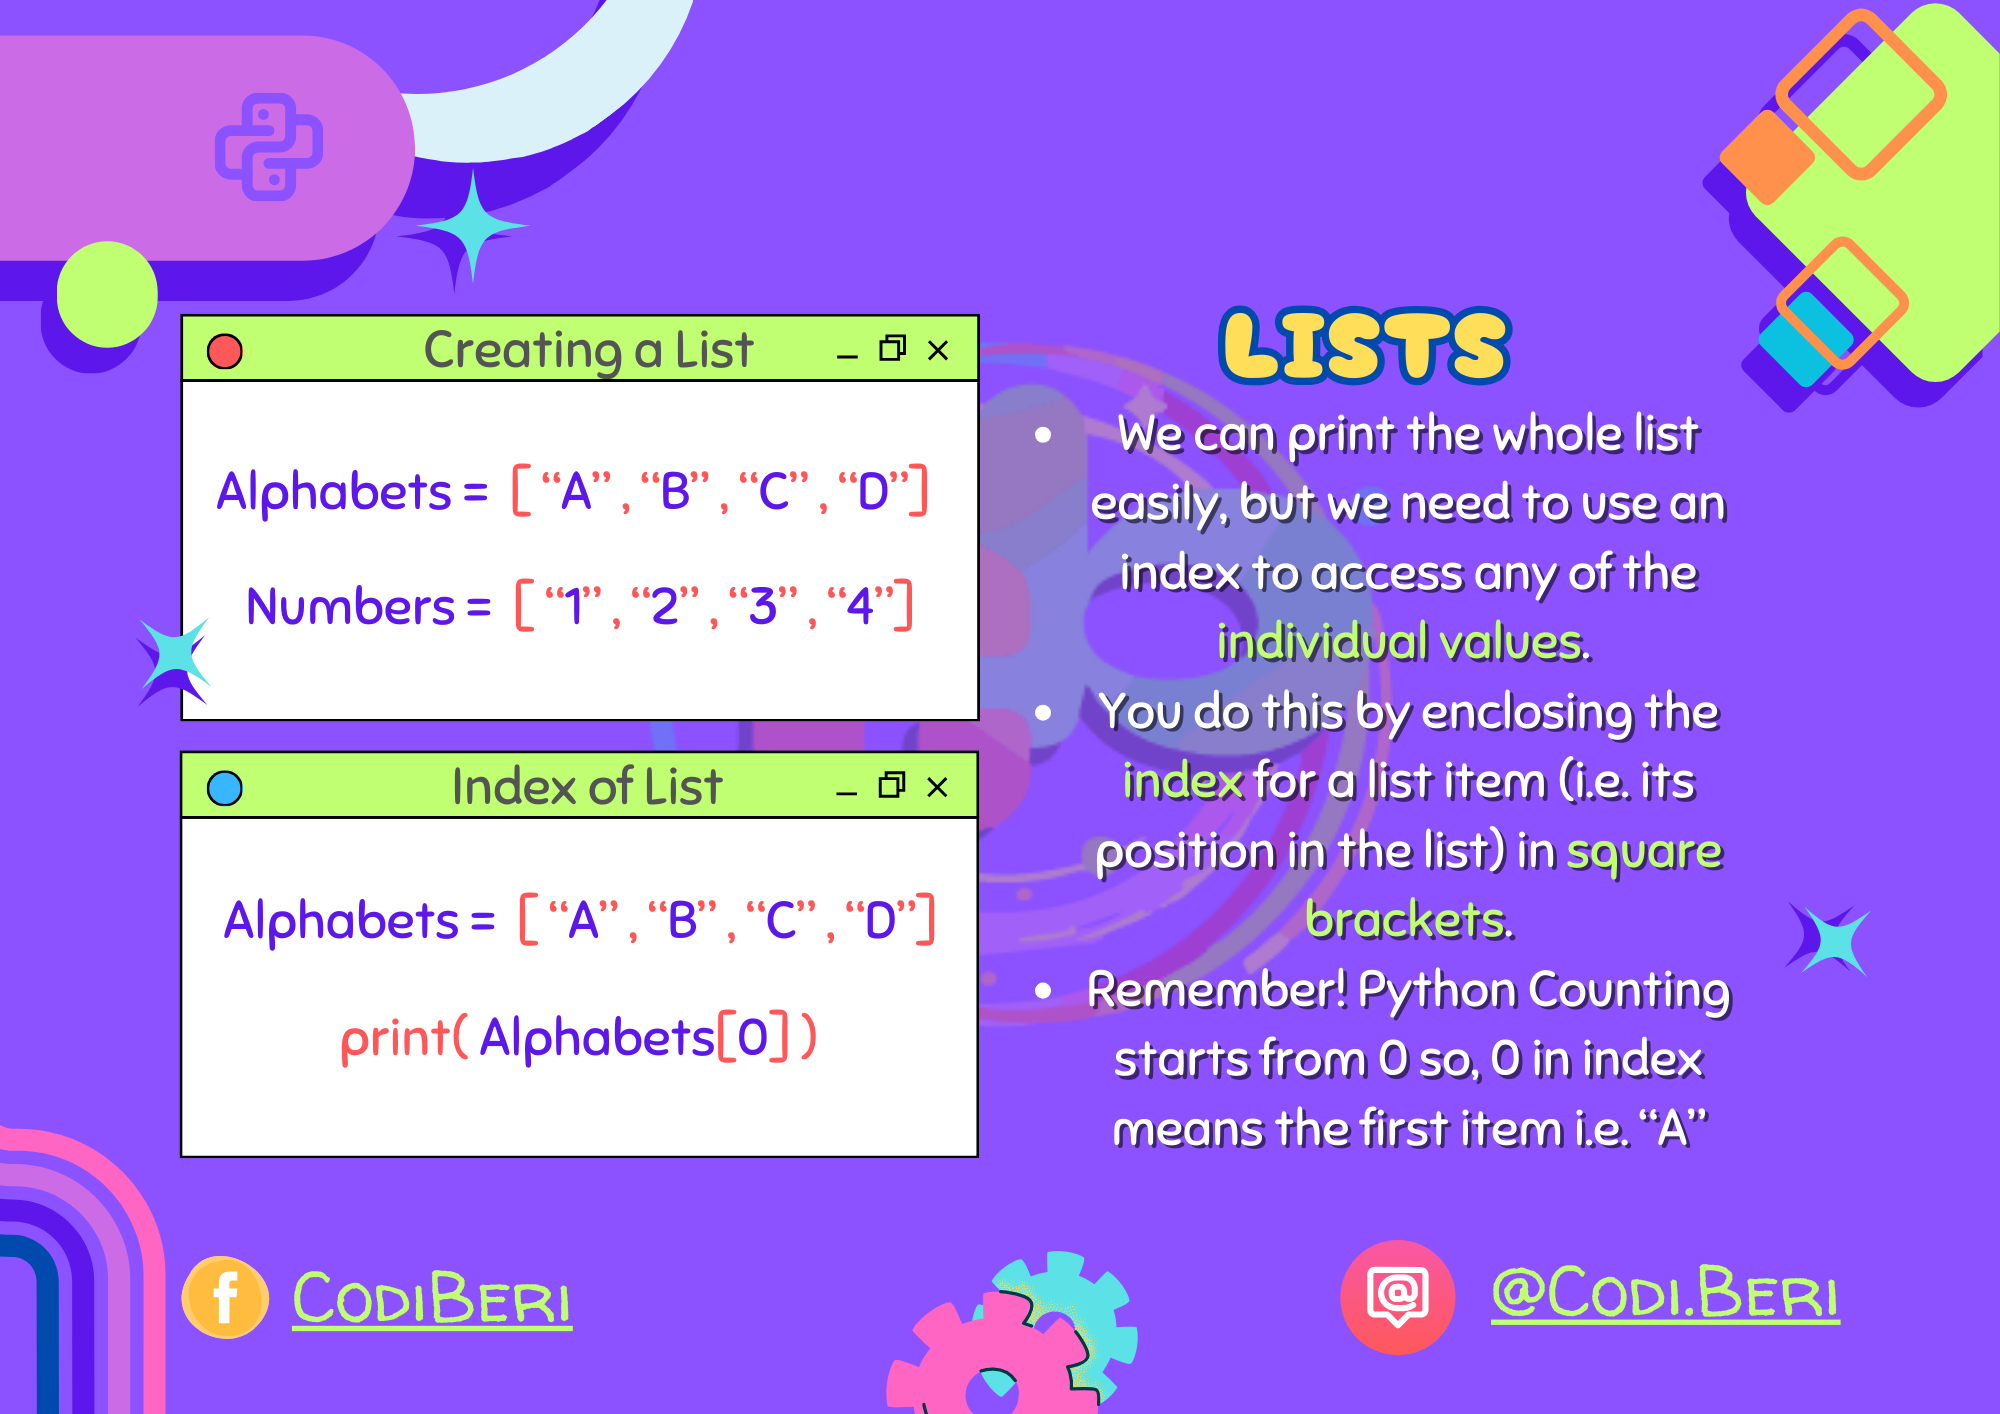 Creating a List
Alphabets = [ “A” , “B” , “C” , “D”]
Numbers = [ “1” , “2” , “3” , “4”]
Index of List
Alphabets = [ “A” , “B” , “C” , “D”]
print( Alphabets[0] )
LISTS
• We can print the whole list
easily, but we need to use an
index to access any of the
individual values.
• You do this by enclosing the
index for a list item (i.e. its
position in the list) in square
brackets.
• Remember! Python Counting
starts from 0 so, 0 in index
means the first item i.e. “A”
CodiBeri
@Codi.Beri